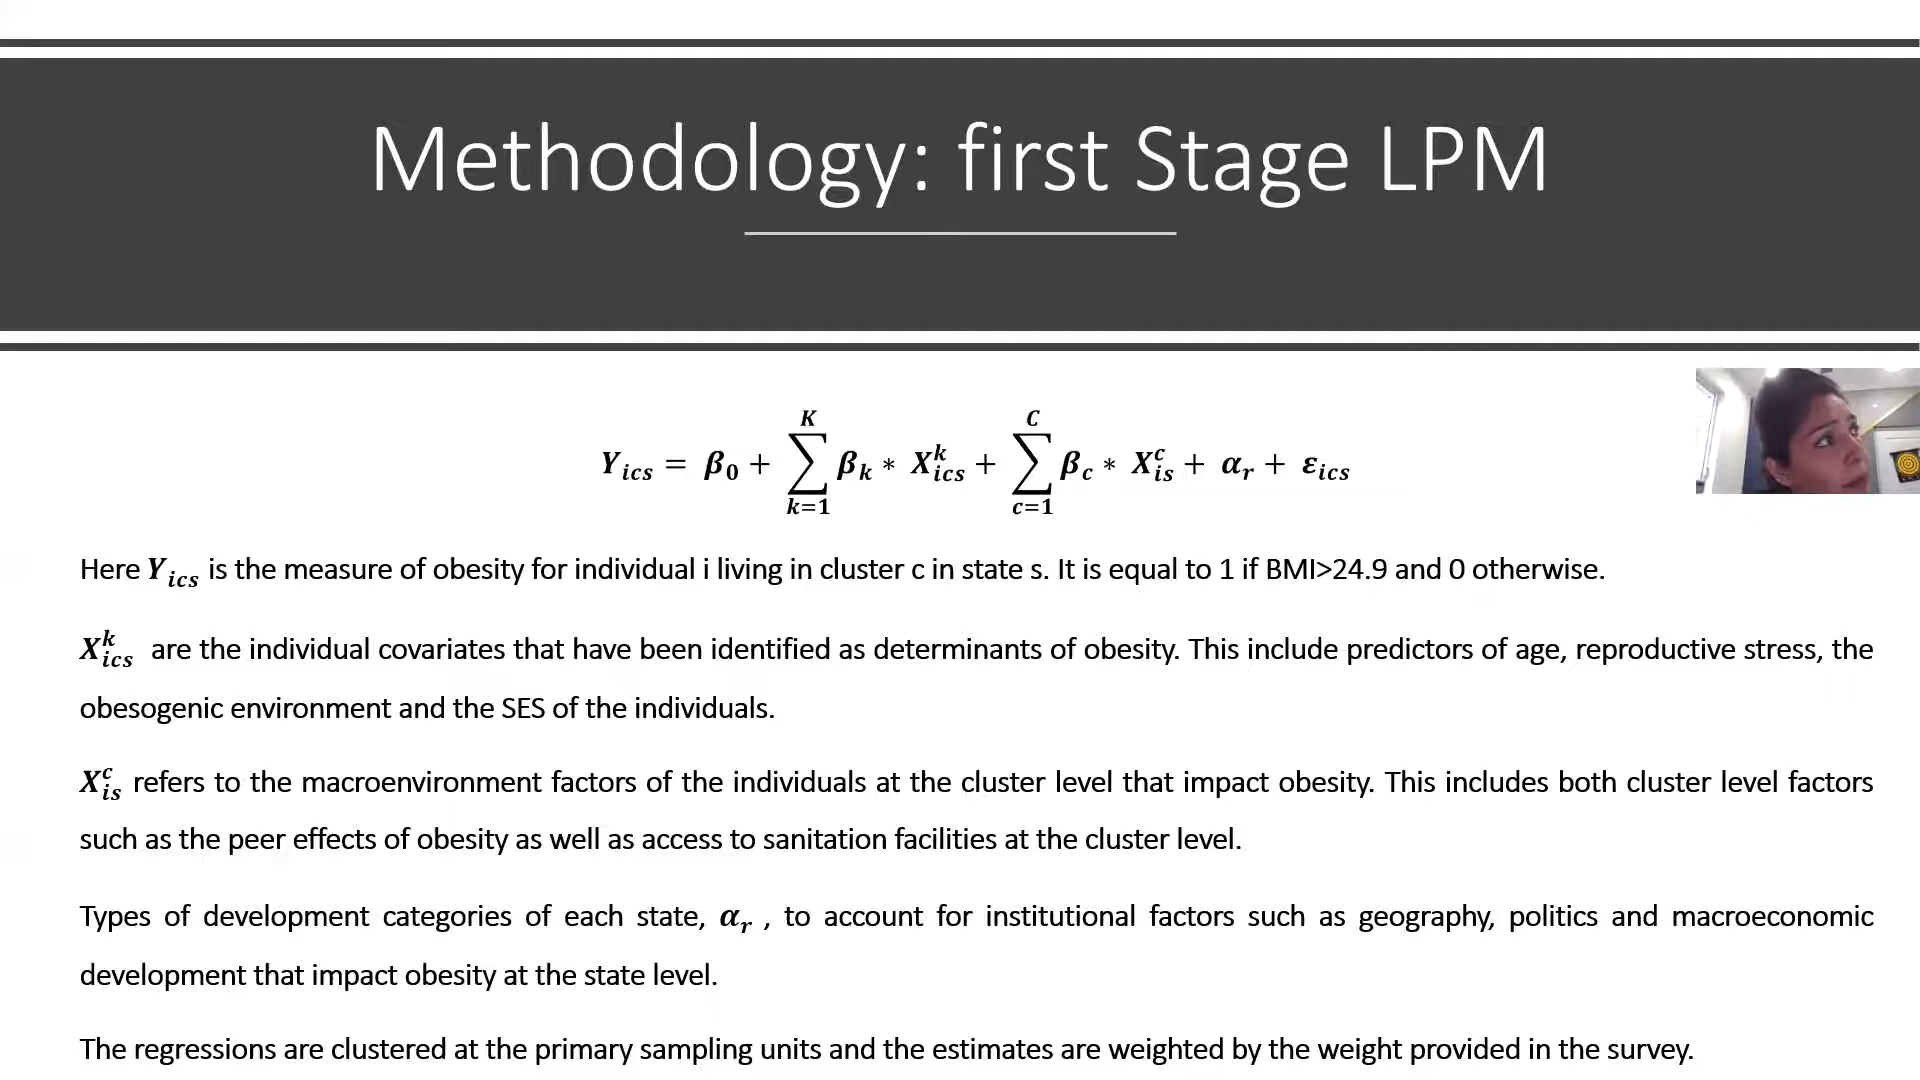 Methodology: first Stage LPM
Y_ics = β_0 + ∑_{k=1}^{K} β_k * X_ics^k + ∑_{c=1}^{C} β_c * X_is^c + α_r + ε_ics
Here Y_ics is the measure of obesity for individual i living in cluster c in state s. It is equal to 1 if BMI>24.9 and 0 otherwise.
X_ics^k are the individual covariates that have been identified as determinants of obesity. This include predictors of age, reproductive stress, the
obesogenic environment and the SES of the individuals.
X_is^c refers to the macroenvironment factors of the individuals at the cluster level that impact obesity. This includes both cluster level factors
such as the peer effects of obesity as well as access to sanitation facilities at the cluster level.
Types of development categories of each state, α_r , to account for institutional factors such as geography, politics and macroeconomic
development that impact obesity at the state level.
The regressions are clustered at the primary sampling units and the estimates are weighted by the weight provided in the survey.